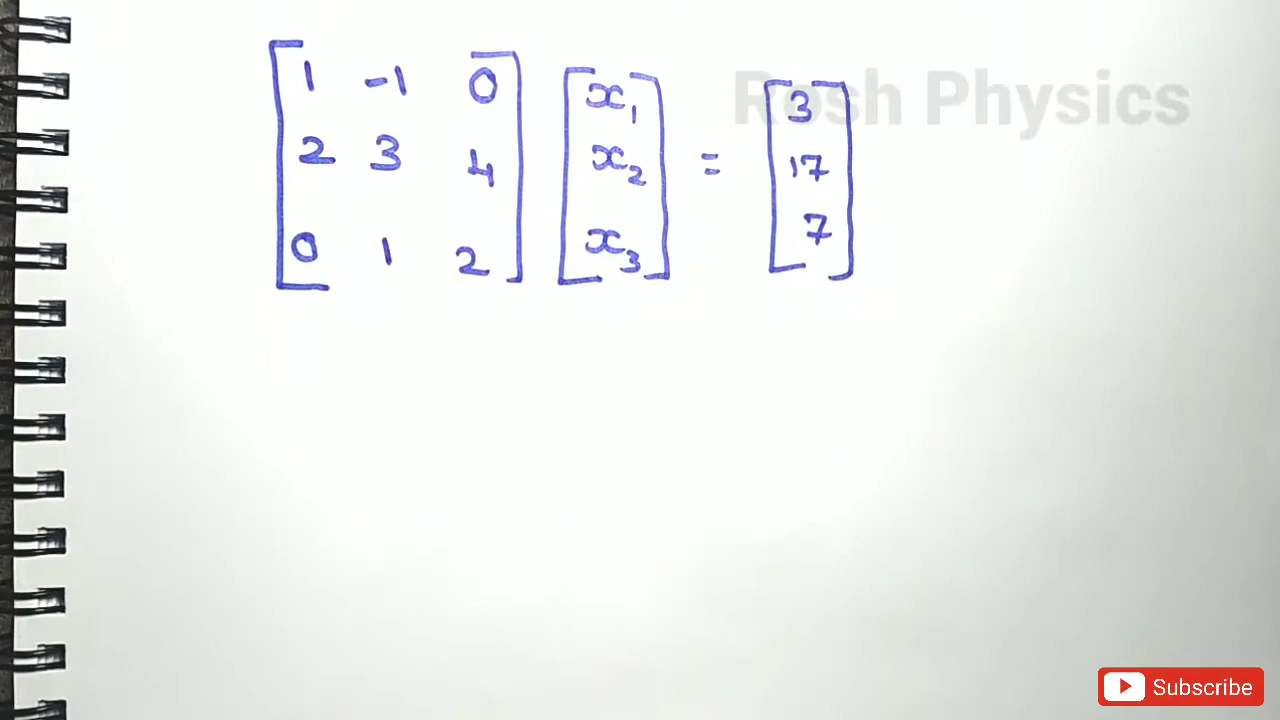 Rosh Physics
1 -1 0 x₁ 3
2 3 4 x₂ = 17
0 1 2 x₃ 7
Subscribe